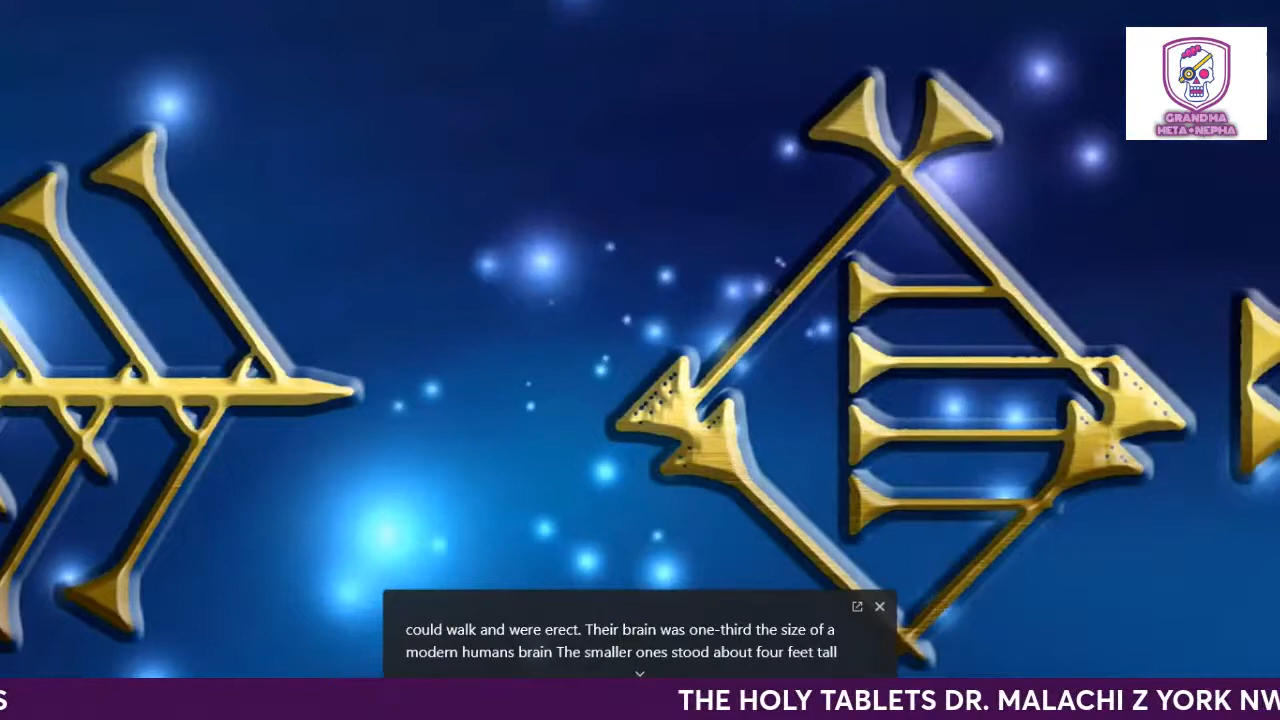 GRANDMA
HETA•NEPHA
could walk and were erect. Their brain was one-third the size of a
modern humans brain The smaller ones stood about four feet tall
S
THE HOLY TABLETS DR. MALACHI Z YORK NW